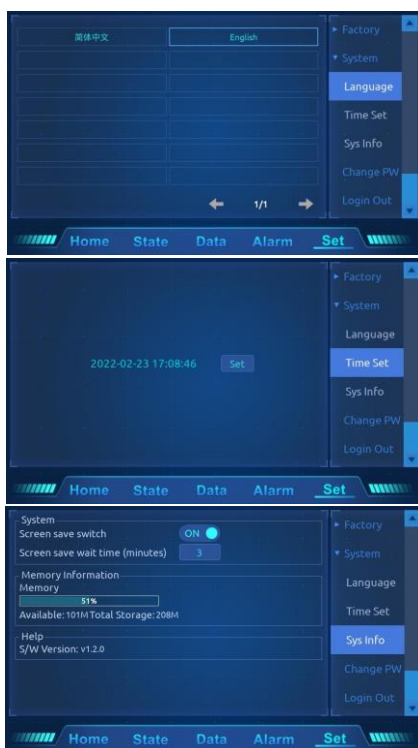 简体中文 English
► Factory
▼ System
Language
Time Set
Sys Info
Change PW
Login Out
1/1
Home State Data Alarm Set
► Factory
▼ System
Language
2022-02-23 17:08:46 Set
Time Set
Sys Info
Change PW
Login Out
Home State Data Alarm Set
System
Screen save switch ON
Screen save wait time (minutes) 3
Memory Information
Memory
51%
Available: 101M Total Storage: 208M
Help
S/W Version: v1.2.0
► Factory
▼ System
Language
Time Set
Sys Info
Change PW
Login Out
Home State Data Alarm Set